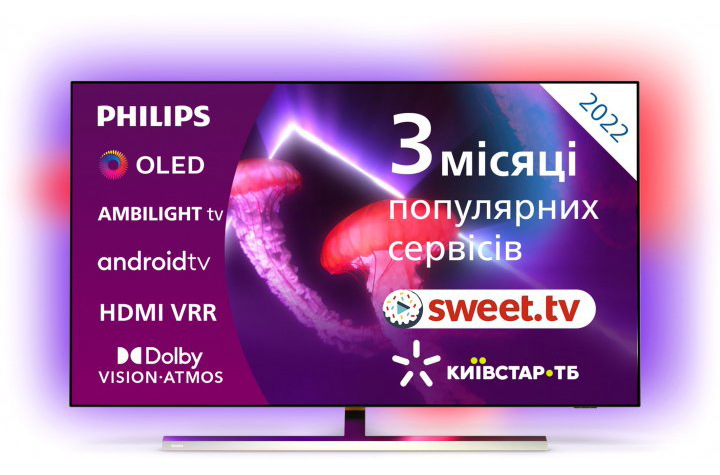 PHILIPS
OLED
AMBILIGHT tv
androidtv
HDMI VRR
Dolby
VISION·ATMOS
2022
3 місяці
популярних
сервісів
sweet.tv
КИЇВСТАР·ТБ